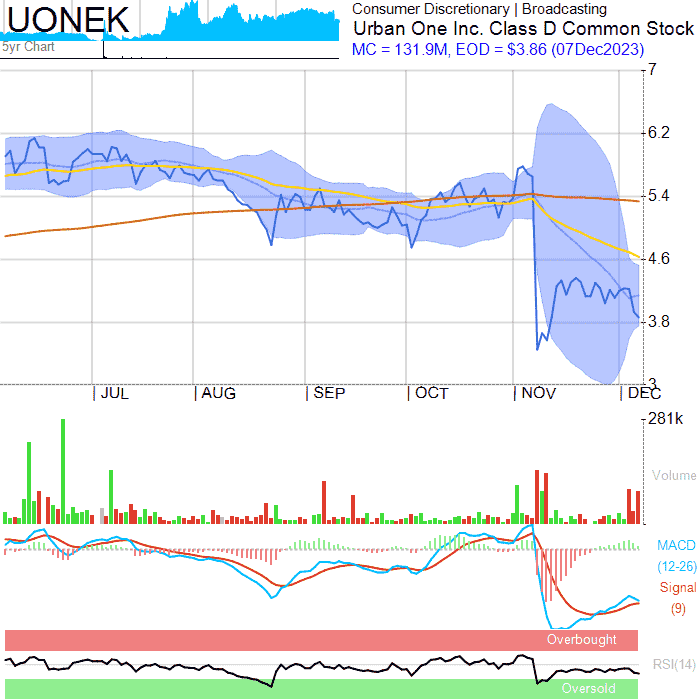 UONEK
5yr Chart
Consumer Discretionary | Broadcasting
Urban One Inc. Class D Common Stock
MC = 131.9M, EOD = $3.86 (07Dec2023)
7
6.2
5.4
4.6
3.8
3
JUL AUG SEP OCT NOV DEC
281k
Volume
MACD
(12-26)
Signal
(9)
Overbought
RSI(14)
Oversold